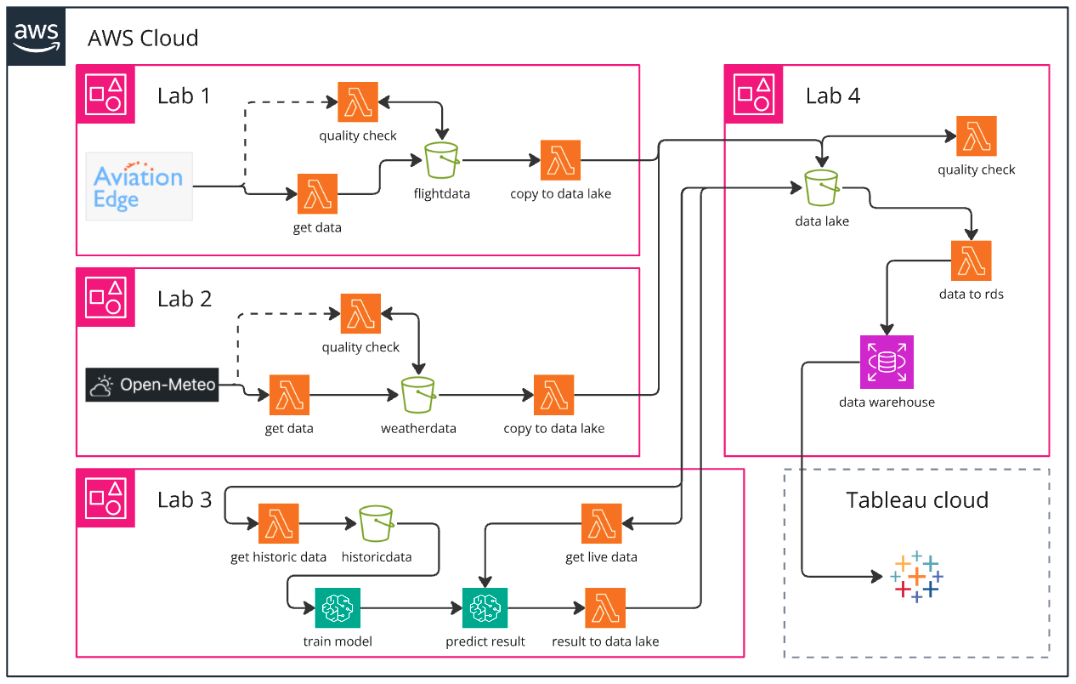 aws
AWS Cloud
Lab 1
quality check
Aviation
Edge
get data
flightdata
copy to data lake
Lab 2
quality check
Open-Meteo
get data
weatherdata
copy to data lake
Lab 3
get historic data
historicdata
get live data
train model
predict result
result to data lake
Lab 4
quality check
data lake
data to rds
data warehouse
Tableau cloud